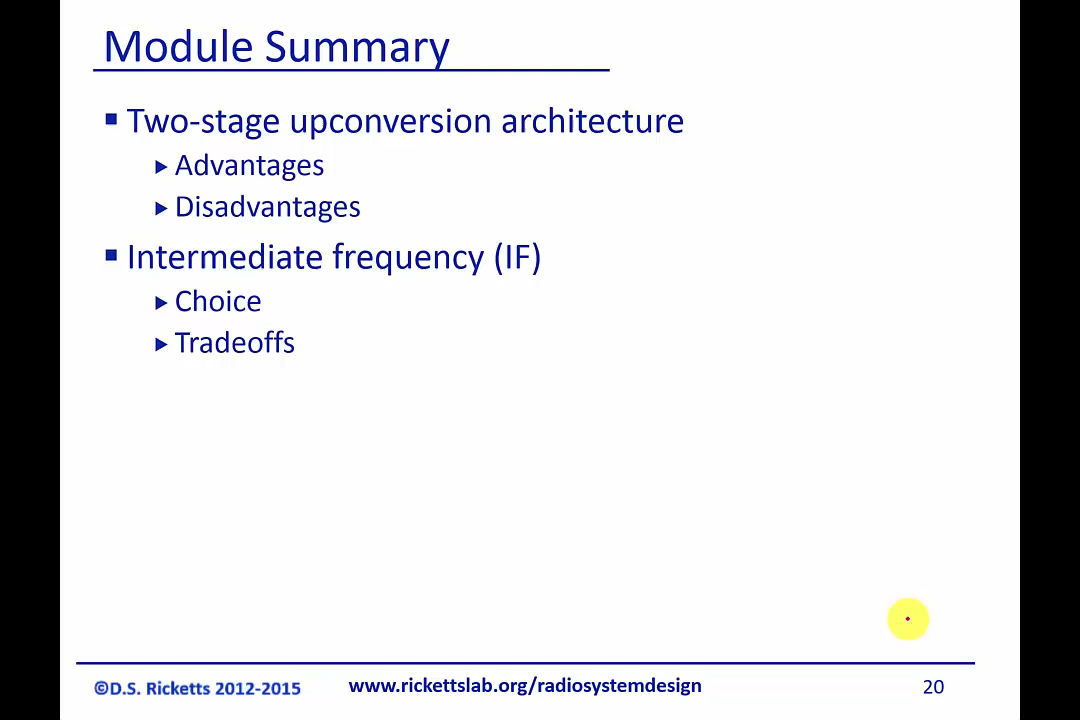 Module Summary
Two-stage upconversion architecture
Advantages
Disadvantages
Intermediate frequency (IF)
Choice
Tradeoffs
©D.S. Ricketts 2012-2015
www.rickettslab.org/radiosystemdesign
20